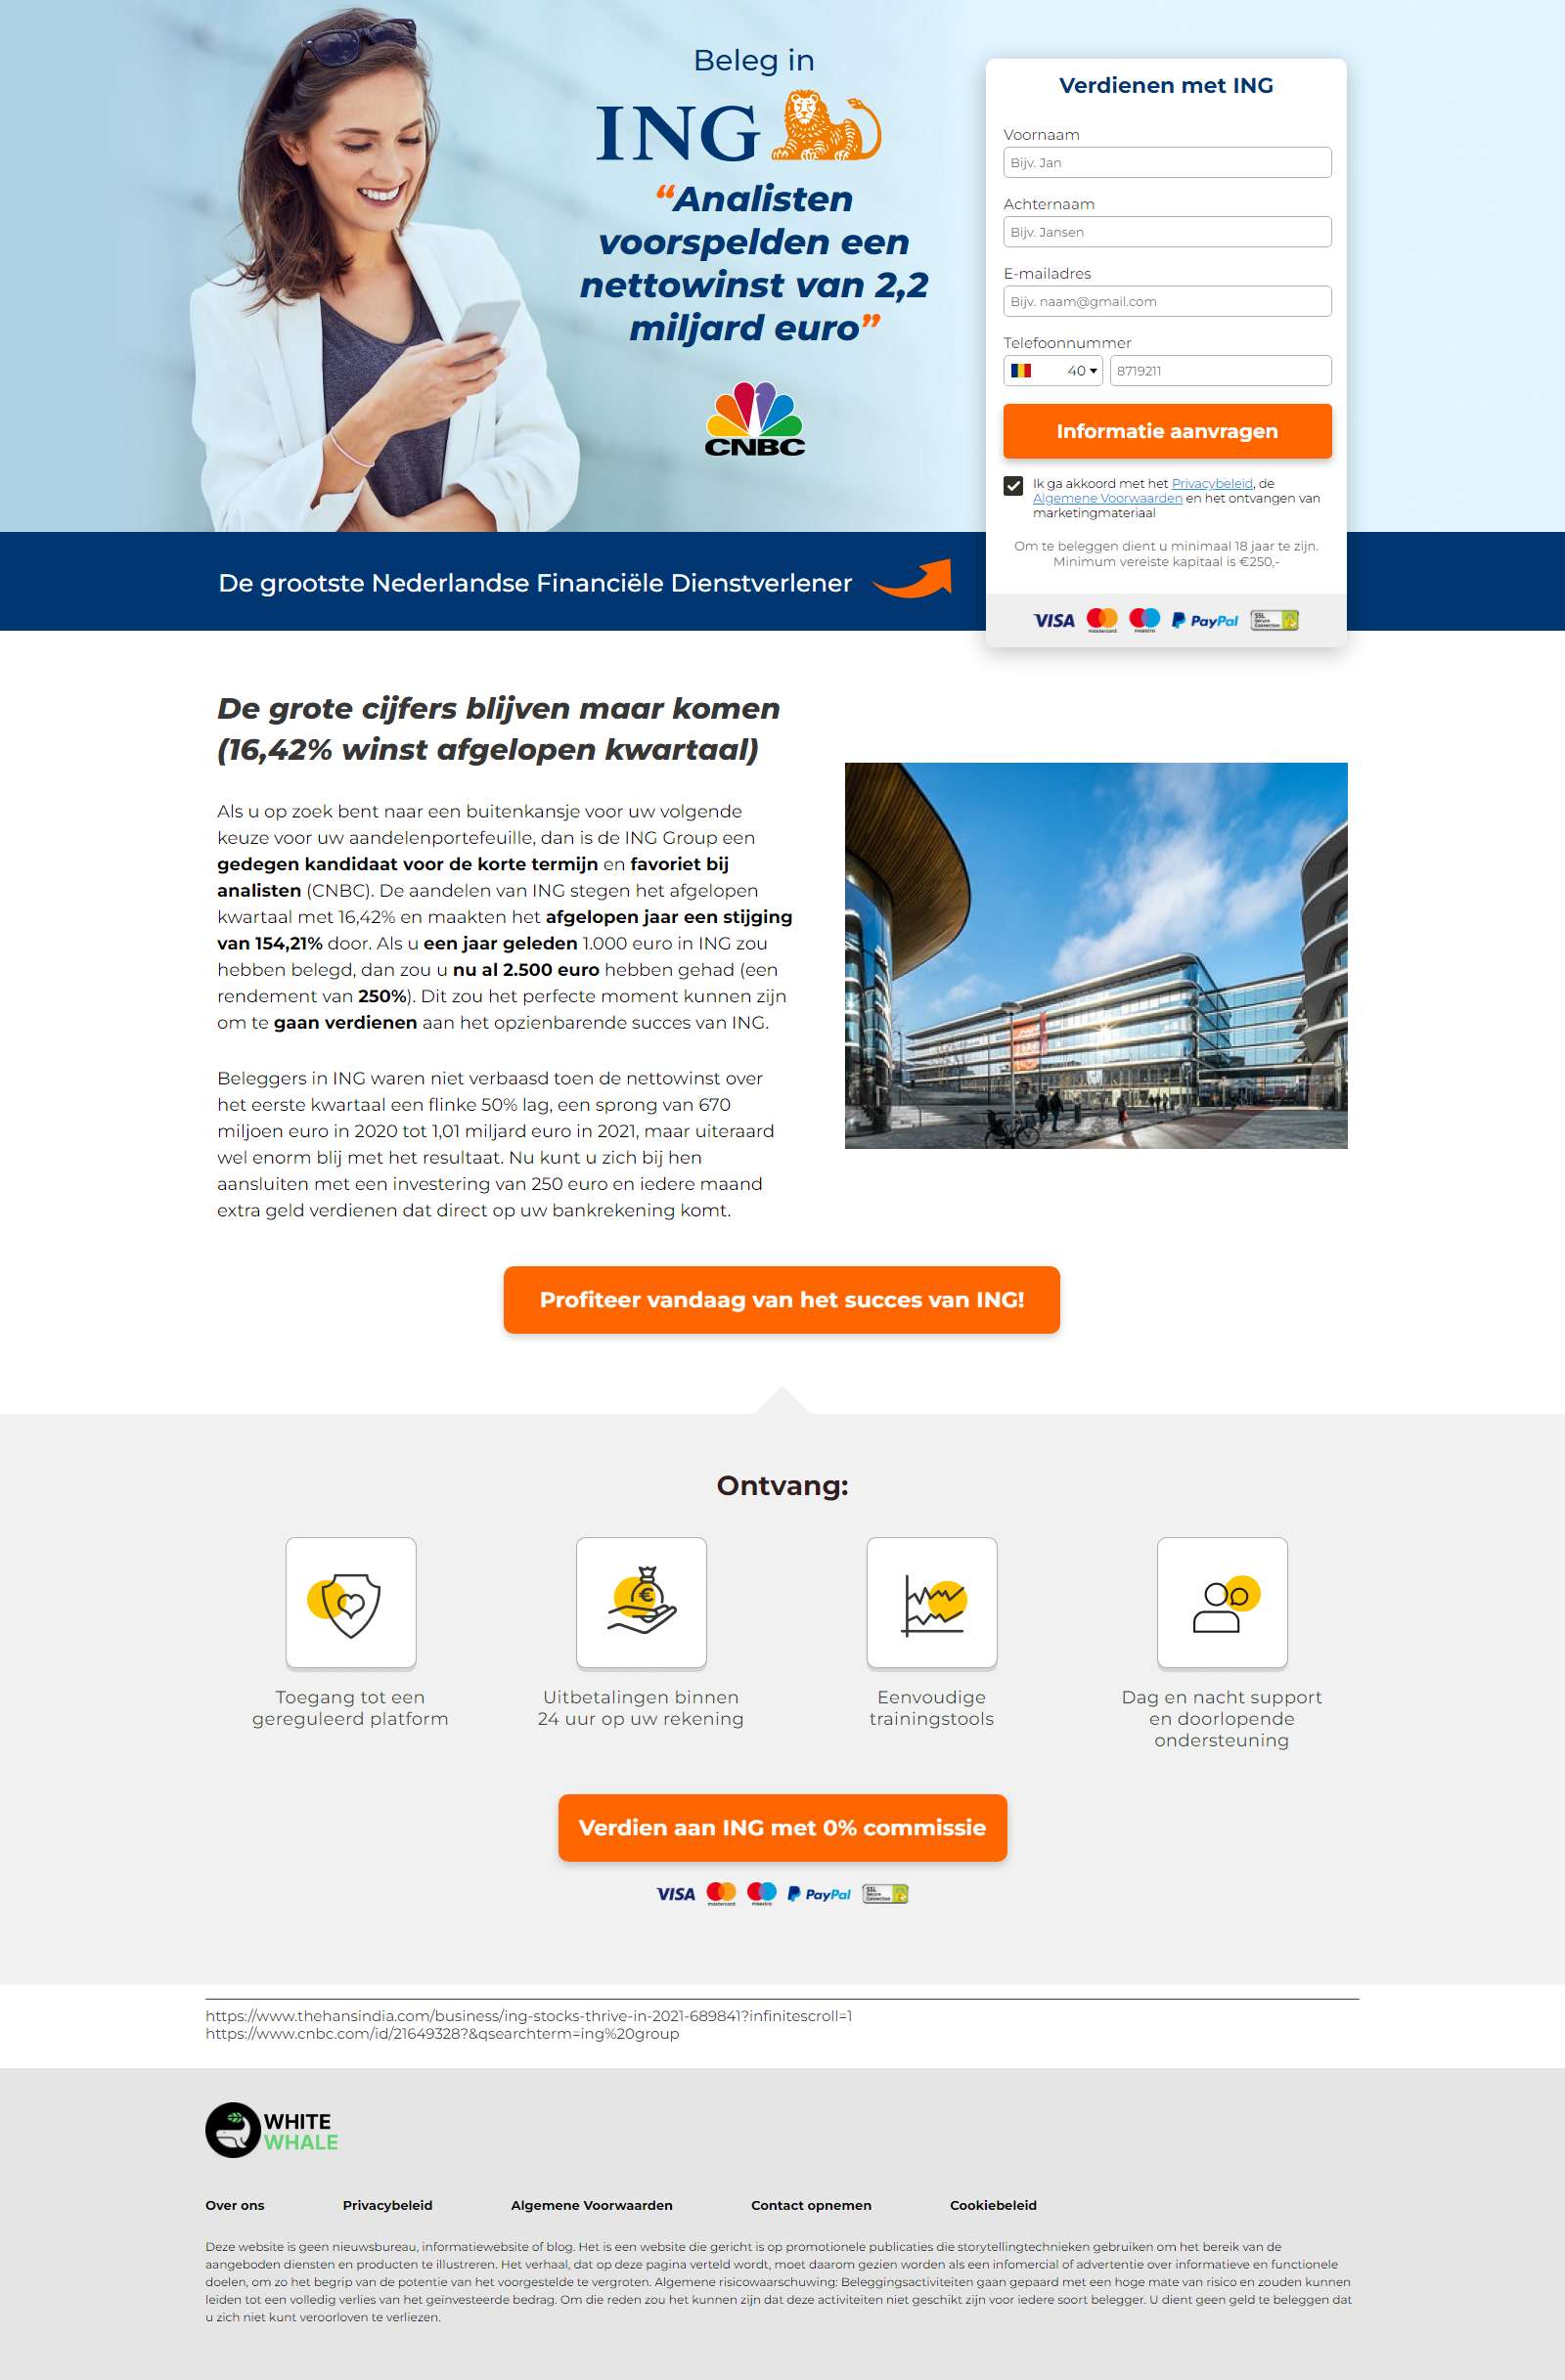 Beleg in
ING
“Analisten
voorspelden een
nettowinst van 2,2
miljard euro”
CNBC
Verdienen met ING
Voornaam
Bijv. Jan
Achternaam
Bijv. Jansen
E-mailadres
Bijv. naam@gmail.com
Telefoonnummer
40
8719211
Informatie aanvragen
Ik ga akkoord met het Privacybeleid, de
Algemene Voorwaarden en het ontvangen van
marketingmateriaal
Om te beleggen dient u minimaal 18 jaar te zijn.
Minimum vereiste kapitaal is €250,-
VISA mastercard maestro PayPal SSL Secure Connection
De grootste Nederlandse Financiële Dienstverlener
De grote cijfers blijven maar komen
(16,42% winst afgelopen kwartaal)
Als u op zoek bent naar een buitenkansje voor uw volgende
keuze voor uw aandelenportefeuille, dan is de ING Group een
gedegen kandidaat voor de korte termijn en favoriet bij
analisten (CNBC). De aandelen van ING stegen het afgelopen
kwartaal met 16,42% en maakten het afgelopen jaar een stijging
van 154,21% door. Als u een jaar geleden 1.000 euro in ING zou
hebben belegd, dan zou u nu al 2.500 euro hebben gehad (een
rendement van 250%). Dit zou het perfecte moment kunnen zijn
om te gaan verdienen aan het opzienbarende succes van ING.
Beleggers in ING waren niet verbaasd toen de nettowinst over
het eerste kwartaal een flinke 50% lag, een sprong van 670
miljoen euro in 2020 tot 1,01 miljard euro in 2021, maar uiteraard
wel enorm blij met het resultaat. Nu kunt u zich bij hen
aansluiten met een investering van 250 euro en iedere maand
extra geld verdienen dat direct op uw bankrekening komt.
Profiteer vandaag van het succes van ING!
Ontvang:
Toegang tot een
gereguleerd platform
Uitbetalingen binnen
24 uur op uw rekening
Eenvoudige
trainingstools
Dag en nacht support
en doorlopende
ondersteuning
Verdien aan ING met 0% commissie
VISA mastercard maestro PayPal SSL Secure Connection
https://www.thehansindia.com/business/ing-stocks-thrive-in-2021-689841?infinitescroll=1
https://www.cnbc.com/id/21649328?&qsearchterm=ing%20group
WHITE
WHALE
Over ons
Privacybeleid
Algemene Voorwaarden
Contact opnemen
Cookiebeleid
Deze website is geen nieuwsbureau, informatiewebsite of blog. Het is een website die gericht is op promotionele publicaties die storytellingtechnieken gebruiken om het bereik van de
aangeboden diensten en producten te illustreren. Het verhaal, dat op deze pagina verteld wordt, moet daarom gezien worden als een infomercial of advertentie over informatieve en functionele
doelen, om zo het begrip van de potentie van het voorgestelde te vergroten. Algemene risicowaarschuwing: Beleggingsactiviteiten gaan gepaard met een hoge mate van risico en zouden kunnen
leiden tot een volledig verlies van het geïnvesteerde bedrag. Om die reden zou het kunnen zijn dat deze activiteiten niet geschikt zijn voor iedere soort belegger. U dient geen geld te beleggen dat
u zich niet kunt veroorloven te verliezen.